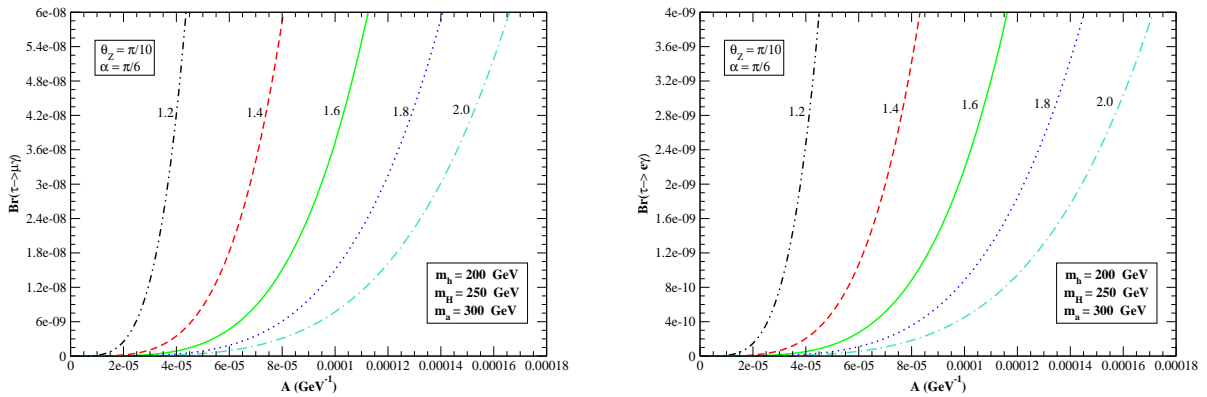 6e-08
5.4e-08
4.8e-08
4.2e-08
3.6e-08
3e-08
2.4e-08
1.8e-08
1.2e-08
6e-09
0
Br(τ−−>μγ)
θZ = π/10
α = π/6
1.2
1.4
1.6
1.8
2.0
mh = 200 GeV
mH = 250 GeV
ma = 300 GeV
0 2e-05 4e-05 6e-05 8e-05 0.0001 0.00012 0.00014 0.00016 0.00018
A (GeV-1)
4e-09
3.6e-09
3.2e-09
2.8e-09
2.4e-09
2e-09
1.6e-09
1.2e-09
8e-10
4e-10
0
Br(τ−−> eγ)
θZ = π/10
α = π/6
1.2
1.4
1.6
1.8
2.0
mh = 200 GeV
mH = 250 GeV
ma = 300 GeV
0 2e-05 4e-05 6e-05 8e-05 0.0001 0.00012 0.00014 0.00016 0.00018
A (GeV-1)